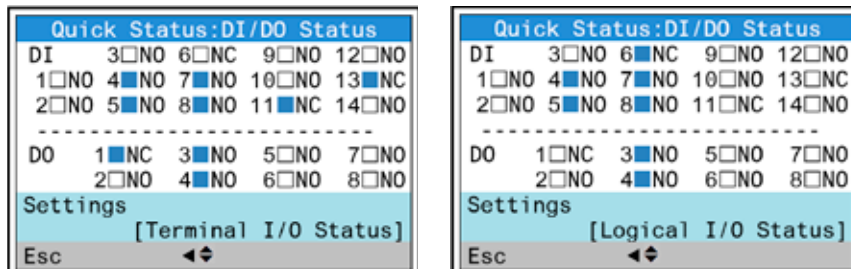 Quick Status:DI/DO Status
DI 3□NO 6□NC 9□NO 12□NO
1□NO 4■NO 7■NO 10□NO 13■NC
2□NO 5■NO 8■NO 11■NC 14□NO
--------------------------
DO 1■NC 3■NO 5□NO 7□NO
2□NO 4■NO 6□NO 8□NO
Settings
[Terminal I/O Status]
Esc ◀◆
Quick Status:DI/DO Status
DI 3□NO 6■NC 9□NO 12□NO
1□NO 4■NO 7■NO 10□NO 13□NC
2□NO 5■NO 8■NO 11□NC 14□NO
--------------------------
DO 1□NC 3■NO 5□NO 7□NO
2□NO 4■NO 6□NO 8□NO
Settings
[Logical I/O Status]
Esc ◀◆